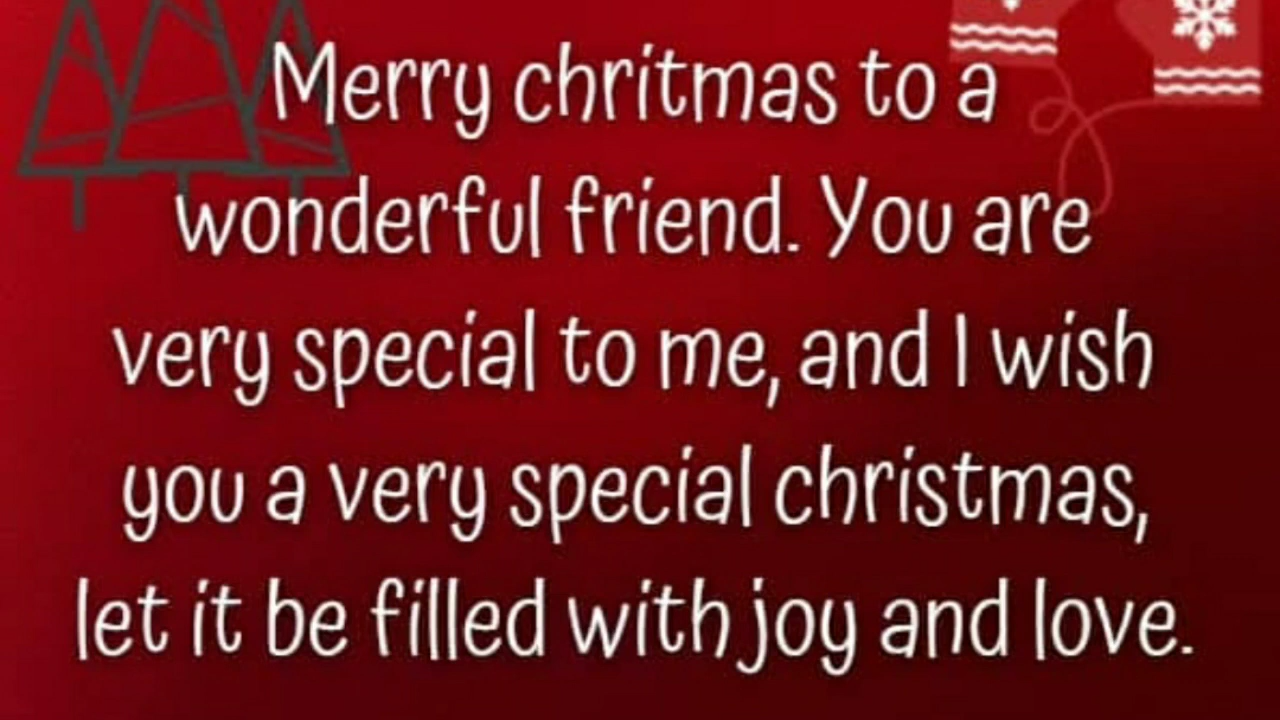 Merry chritmas to a
wonderful friend. You are
very special to me, and I wish
you a very special christmas,
let it be filled with joy and love.